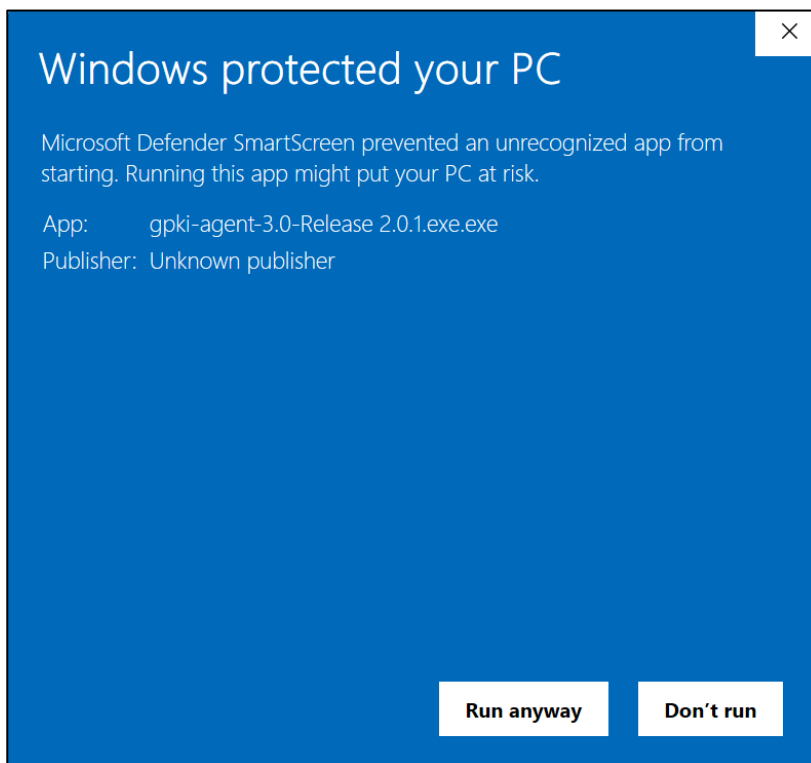 Windows protected your PC
Microsoft Defender SmartScreen prevented an unrecognized app from
starting. Running this app might put your PC at risk.
App: gpki-agent-3.0-Release 2.0.1.exe.exe
Publisher: Unknown publisher
Run anyway
Don’t run